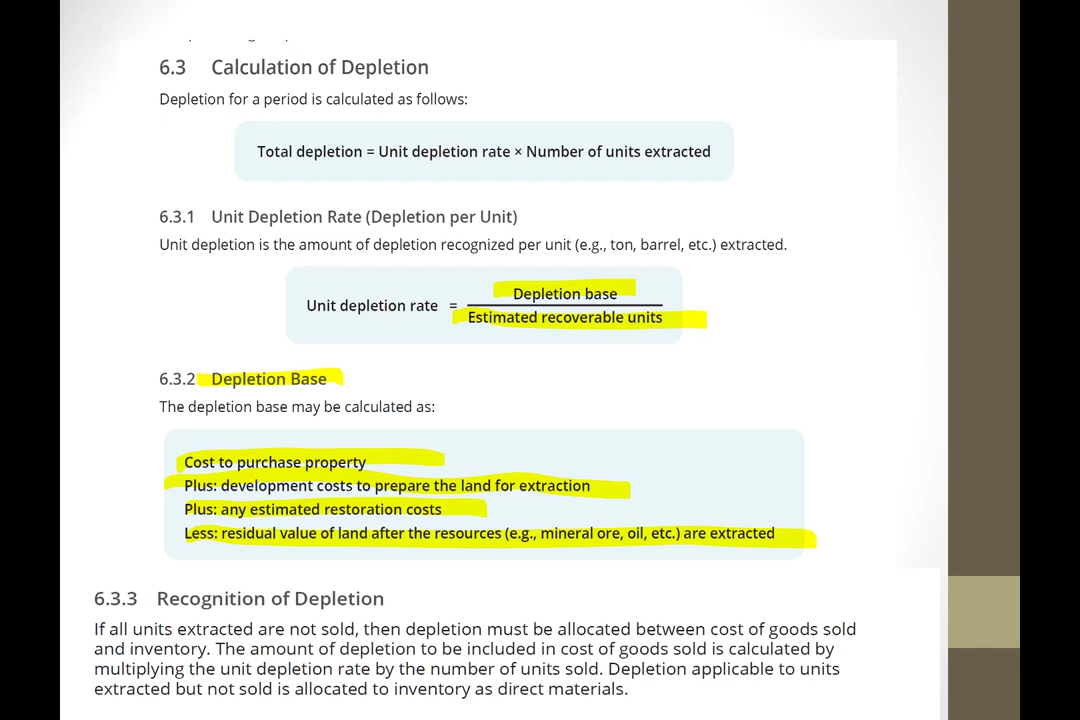 6.3 Calculation of Depletion
Depletion for a period is calculated as follows:
Total depletion = Unit depletion rate × Number of units extracted
6.3.1 Unit Depletion Rate (Depletion per Unit)
Unit depletion is the amount of depletion recognized per unit (e.g., ton, barrel, etc.) extracted.
Depletion base
Unit depletion rate =
Estimated recoverable units
6.3.2 Depletion Base
The depletion base may be calculated as:
Cost to purchase property
Plus: development costs to prepare the land for extraction
Plus: any estimated restoration costs
Less: residual value of land after the resources (e.g., mineral ore, oil, etc.) are extracted
6.3.3 Recognition of Depletion
If all units extracted are not sold, then depletion must be allocated between cost of goods sold
and inventory. The amount of depletion to be included in cost of goods sold is calculated by
multiplying the unit depletion rate by the number of units sold. Depletion applicable to units
extracted but not sold is allocated to inventory as direct materials.